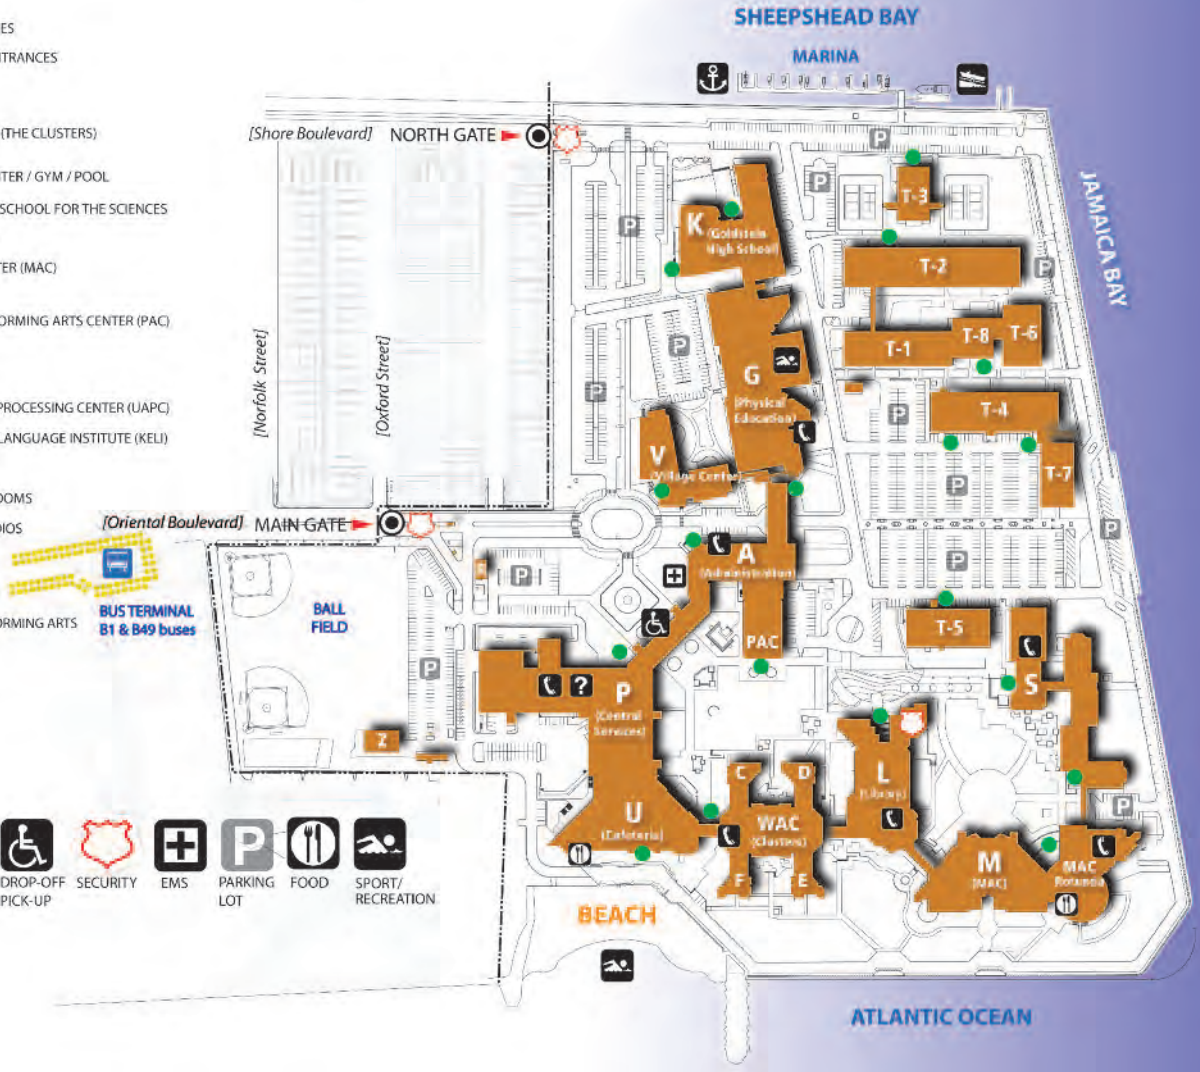 SHEEPSHEAD BAY
MARINA
ES
TRANCES
(THE CLUSTERS)
TER / GYM / POOL
SCHOOL FOR THE SCIENCES
TER (MAC)
ORMING ARTS CENTER (PAC)
PROCESSING CENTER (UAPC)
LANGUAGE INSTITUTE (KELI)
OOMS
DIOS
ORMING ARTS
[Shore Boulevard] NORTH GATE
P
P
T-3
JAMAICA BAY
K
(Goldstein
High School)
P
T-2
P
[Norfolk Street]
[Oxford Street]
P
T-1
T-8
T-6
G
(Physical
Education)
P
P
T-4
V
(Village Center)
T-7
P
P
[Oriental Boulevard] MAIN GATE
A
(Administration)
P
P
BUS TERMINAL
B1 & B49 buses
BALL
FIELD
PAC
T-5
P
S
P
(Central
Services)
?
Z
L
(Library)
C
D
U
(Cafeteria)
WAC
(Clusters)
F
E
P
M
(MAC)
MAC
Rotunda
P
DROP-OFF
PICK-UP
SECURITY
EMS
PARKING
LOT
FOOD
SPORT/
RECREATION
BEACH
ATLANTIC OCEAN